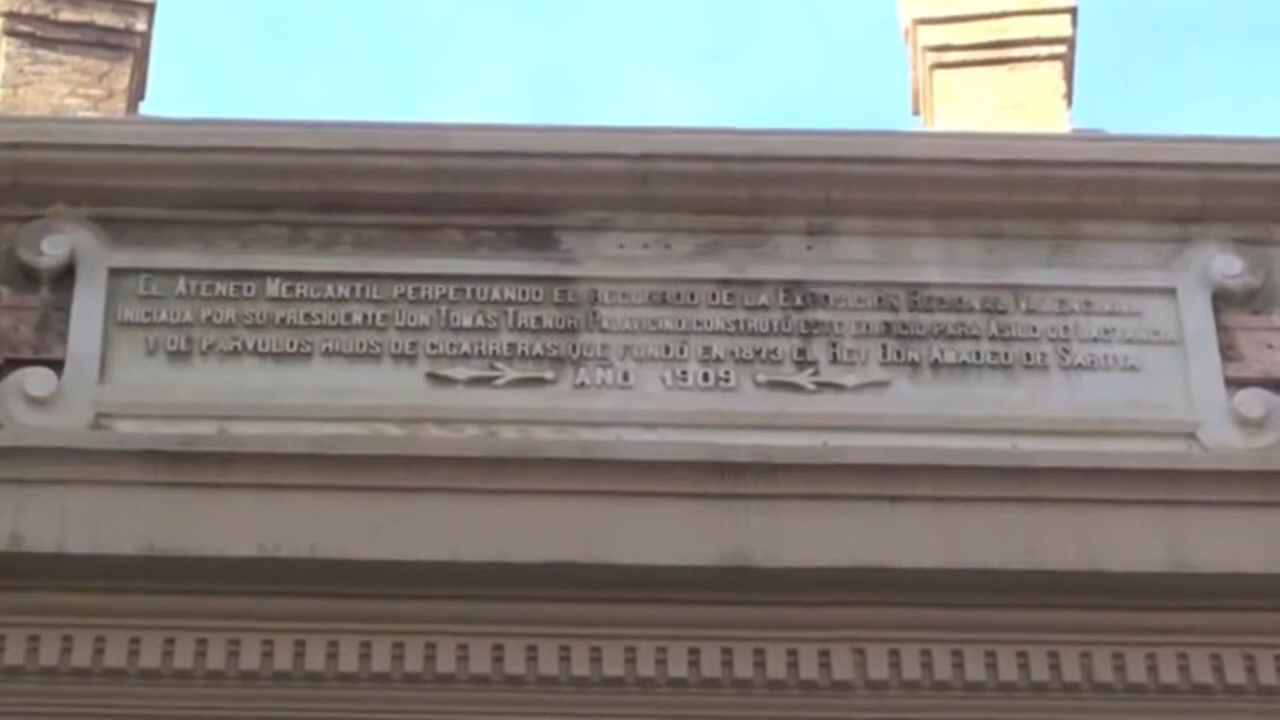 El Ateneo Mercantil perpetuando el recuerdo de la Exposición Regional Valenciana
iniciada por su presidente Don Tomas Trenor Palavicino construyó este edificio para Asilo de Lactancia
y de parvulos hijos de cigarreras que fundó en 1873 el Rey Don Amadeo de Saboya
AÑO 1909